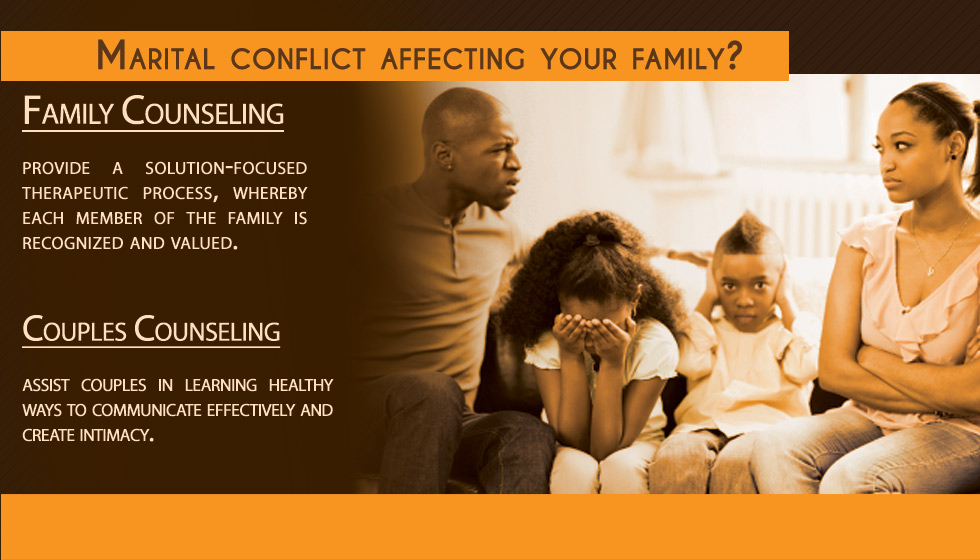 Marital conflict affecting your family?
Family Counseling
provide a solution-focused
therapeutic process, whereby
each member of the family is
recognized and valued.
Couples Counseling
assist couples in learning healthy
ways to communicate effectively and
create intimacy.